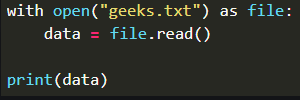 with open("geeks.txt") as file:
    data = file.read()
print(data)